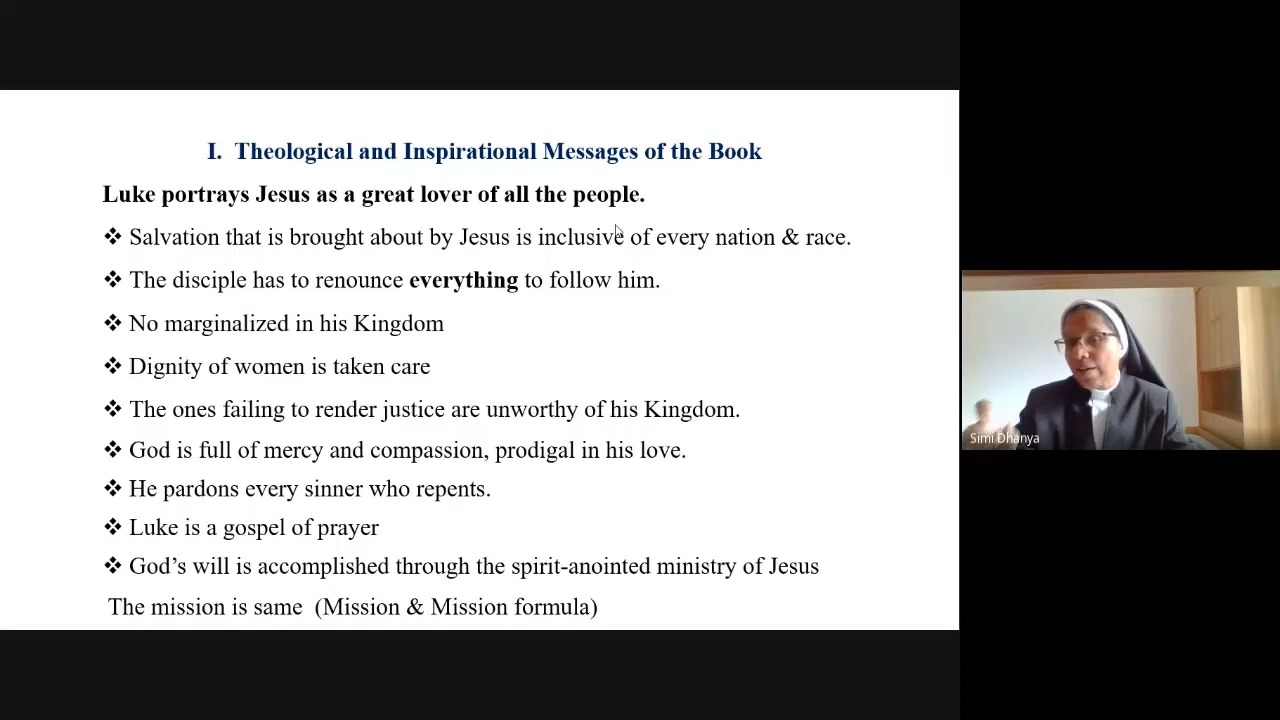 I. Theological and Inspirational Messages of the Book
Luke portrays Jesus as a great lover of all the people.
❖ Salvation that is brought about by Jesus is inclusive of every nation & race.
❖ The disciple has to renounce everything to follow him.
❖ No marginalized in his Kingdom
❖ Dignity of women is taken care
❖ The ones failing to render justice are unworthy of his Kingdom.
❖ God is full of mercy and compassion, prodigal in his love.
❖ He pardons every sinner who repents.
❖ Luke is a gospel of prayer
❖ God’s will is accomplished through the spirit-anointed ministry of Jesus
The mission is same (Mission & Mission formula)
Simi Dhanya